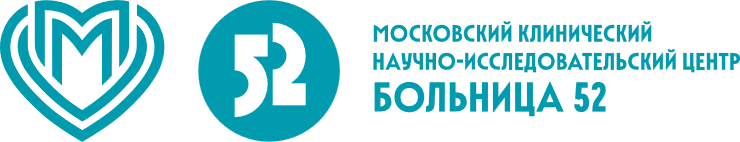 М
52
МОСКОВСКИЙ КЛИНИЧЕСКИЙ
НАУЧНО-ИССЛЕДОВАТЕЛЬСКИЙ ЦЕНТР
БОЛЬНИЦА 52